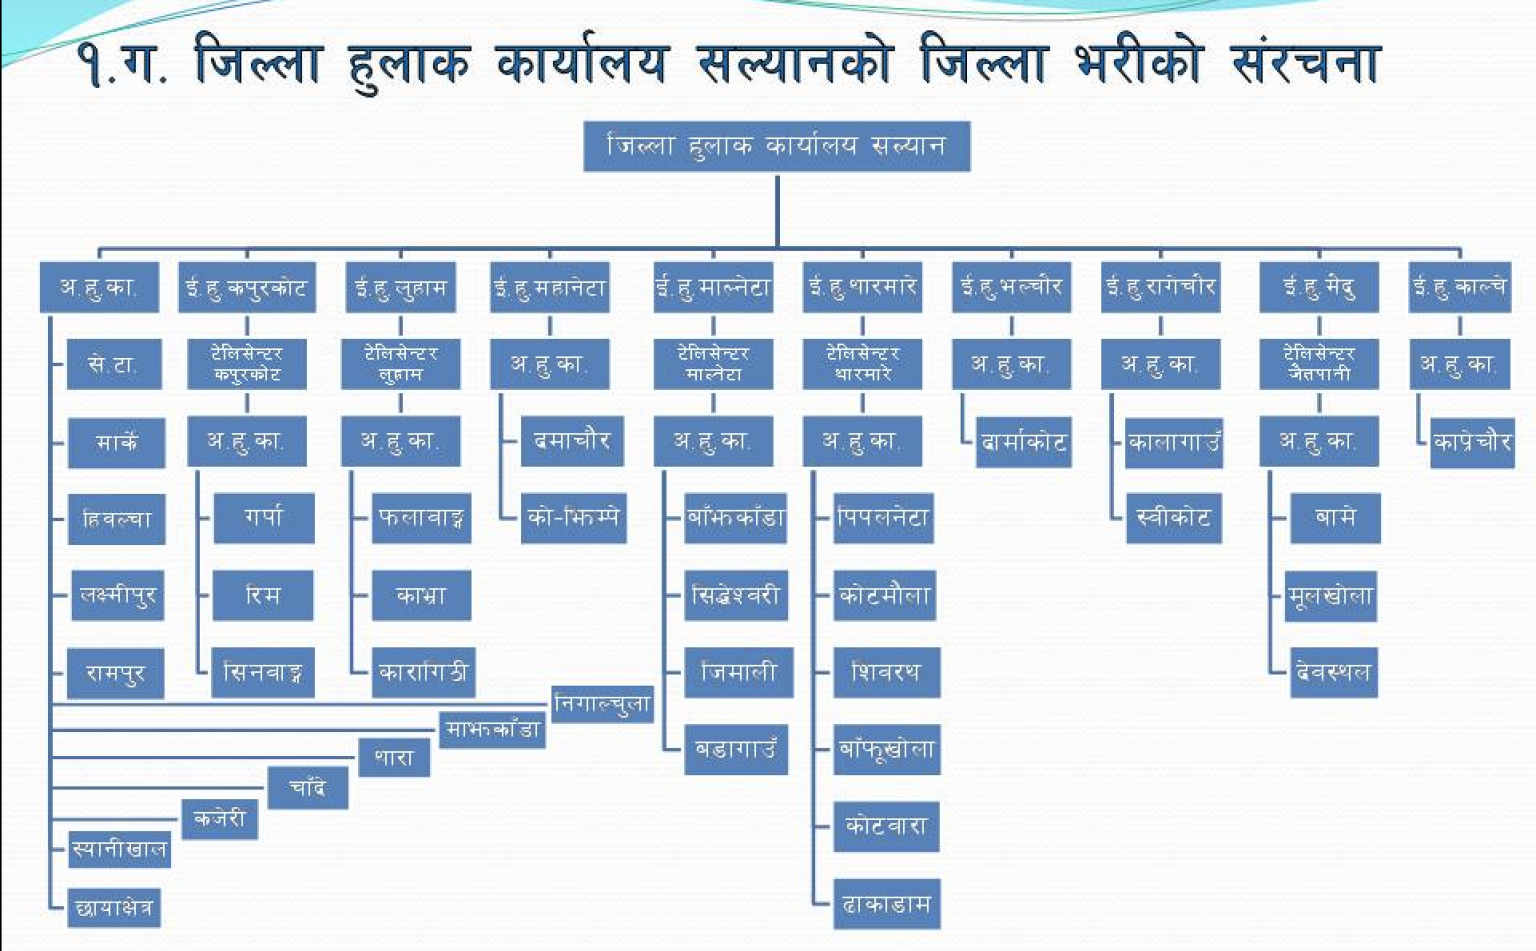 १.ग. जिल्ला हुलाक कार्यालय सल्यानको जिल्ला भरीको संरचना
जिल्ला हुलाक कार्यालय सल्यान
अ.हु.का.
ई.हु.कपुरकोट
ई.हु.लुहाम
ई.हु.महानेटा
ई.हु.माल्नेटा
ई.हु.थारमारे
ई.हु.भल्चौर
ई.हु.रागेचौर
ई.हु.मैदु
ई.हु.काल्चे
से.टा.
टेलिसेन्टर
कपुरकोट
टेलिसेन्टर
लुहाम
अ.हु.का.
टेलिसेन्टर
माल्नेटा
टेलिसेन्टर
थारमारे
अ.हु.का.
अ.हु.का.
टेलिसेन्टर
जैतपानी
अ.हु.का.
मार्के
अ.हु.का.
अ.हु.का.
दमाचौर
अ.हु.का.
अ.हु.का.
दार्माकोट
कालागाउँ
अ.हु.का.
काप्रेचौर
हिवल्चा
गर्पा
फलावाङ्ग
को-झिम्पे
बाँझकाँडा
पिपलनेटा
स्वीकोट
बामे
लक्ष्मीपुर
रिम
काभ्रा
सिद्धेश्वरी
कोटमौला
मूलखोला
रामपुर
सिनवाङ्ग
कारागिठी
जिमाली
शिवरथ
देवस्थल
निगाल्चुला
माझकाँडा
बडागाउँ
बाँफूखोला
थारा
चाँदे
कजेरी
कोटवारा
स्यानीखाल
छायाक्षेत्र
ढाकाडाम